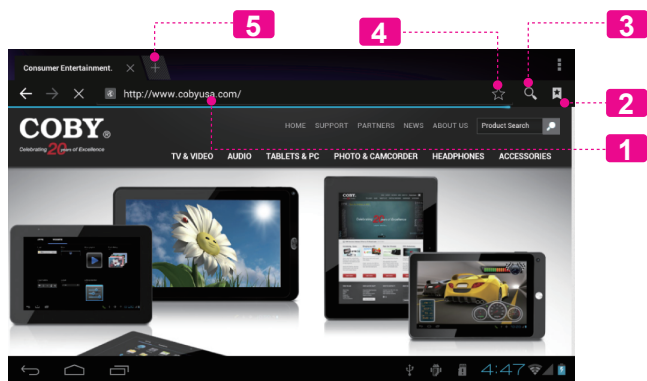 5
4
3
Consumer Entertainment.
http://www.cobyusa.com/
2
COBY®
HOME SUPPORT PARTNERS NEWS ABOUT US Product Search
Celebrating 20 years of Excellence
1
TV & VIDEO AUDIO TABLETS & PC PHOTO & CAMCORDER HEADPHONES ACCESSORIES
COBY
4:47